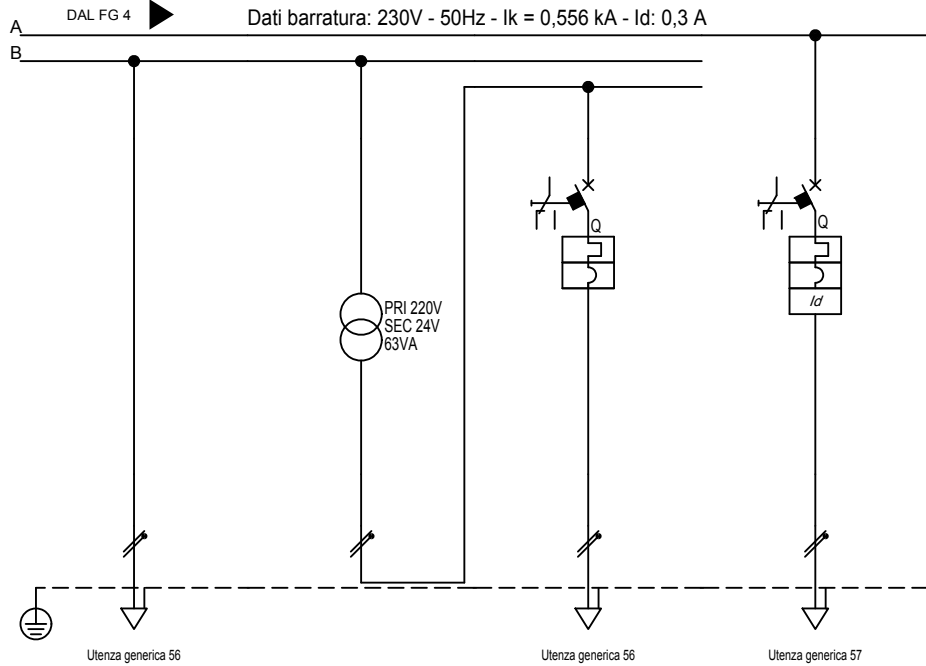 DAL FG 4
Dati barratura: 230V - 50Hz - Ik = 0,556 kA - Id: 0,3 A
A
B
Q
Q
Id
PRI 220V
SEC 24V
63VA
Utenza generica 56
Utenza generica 56
Utenza generica 57